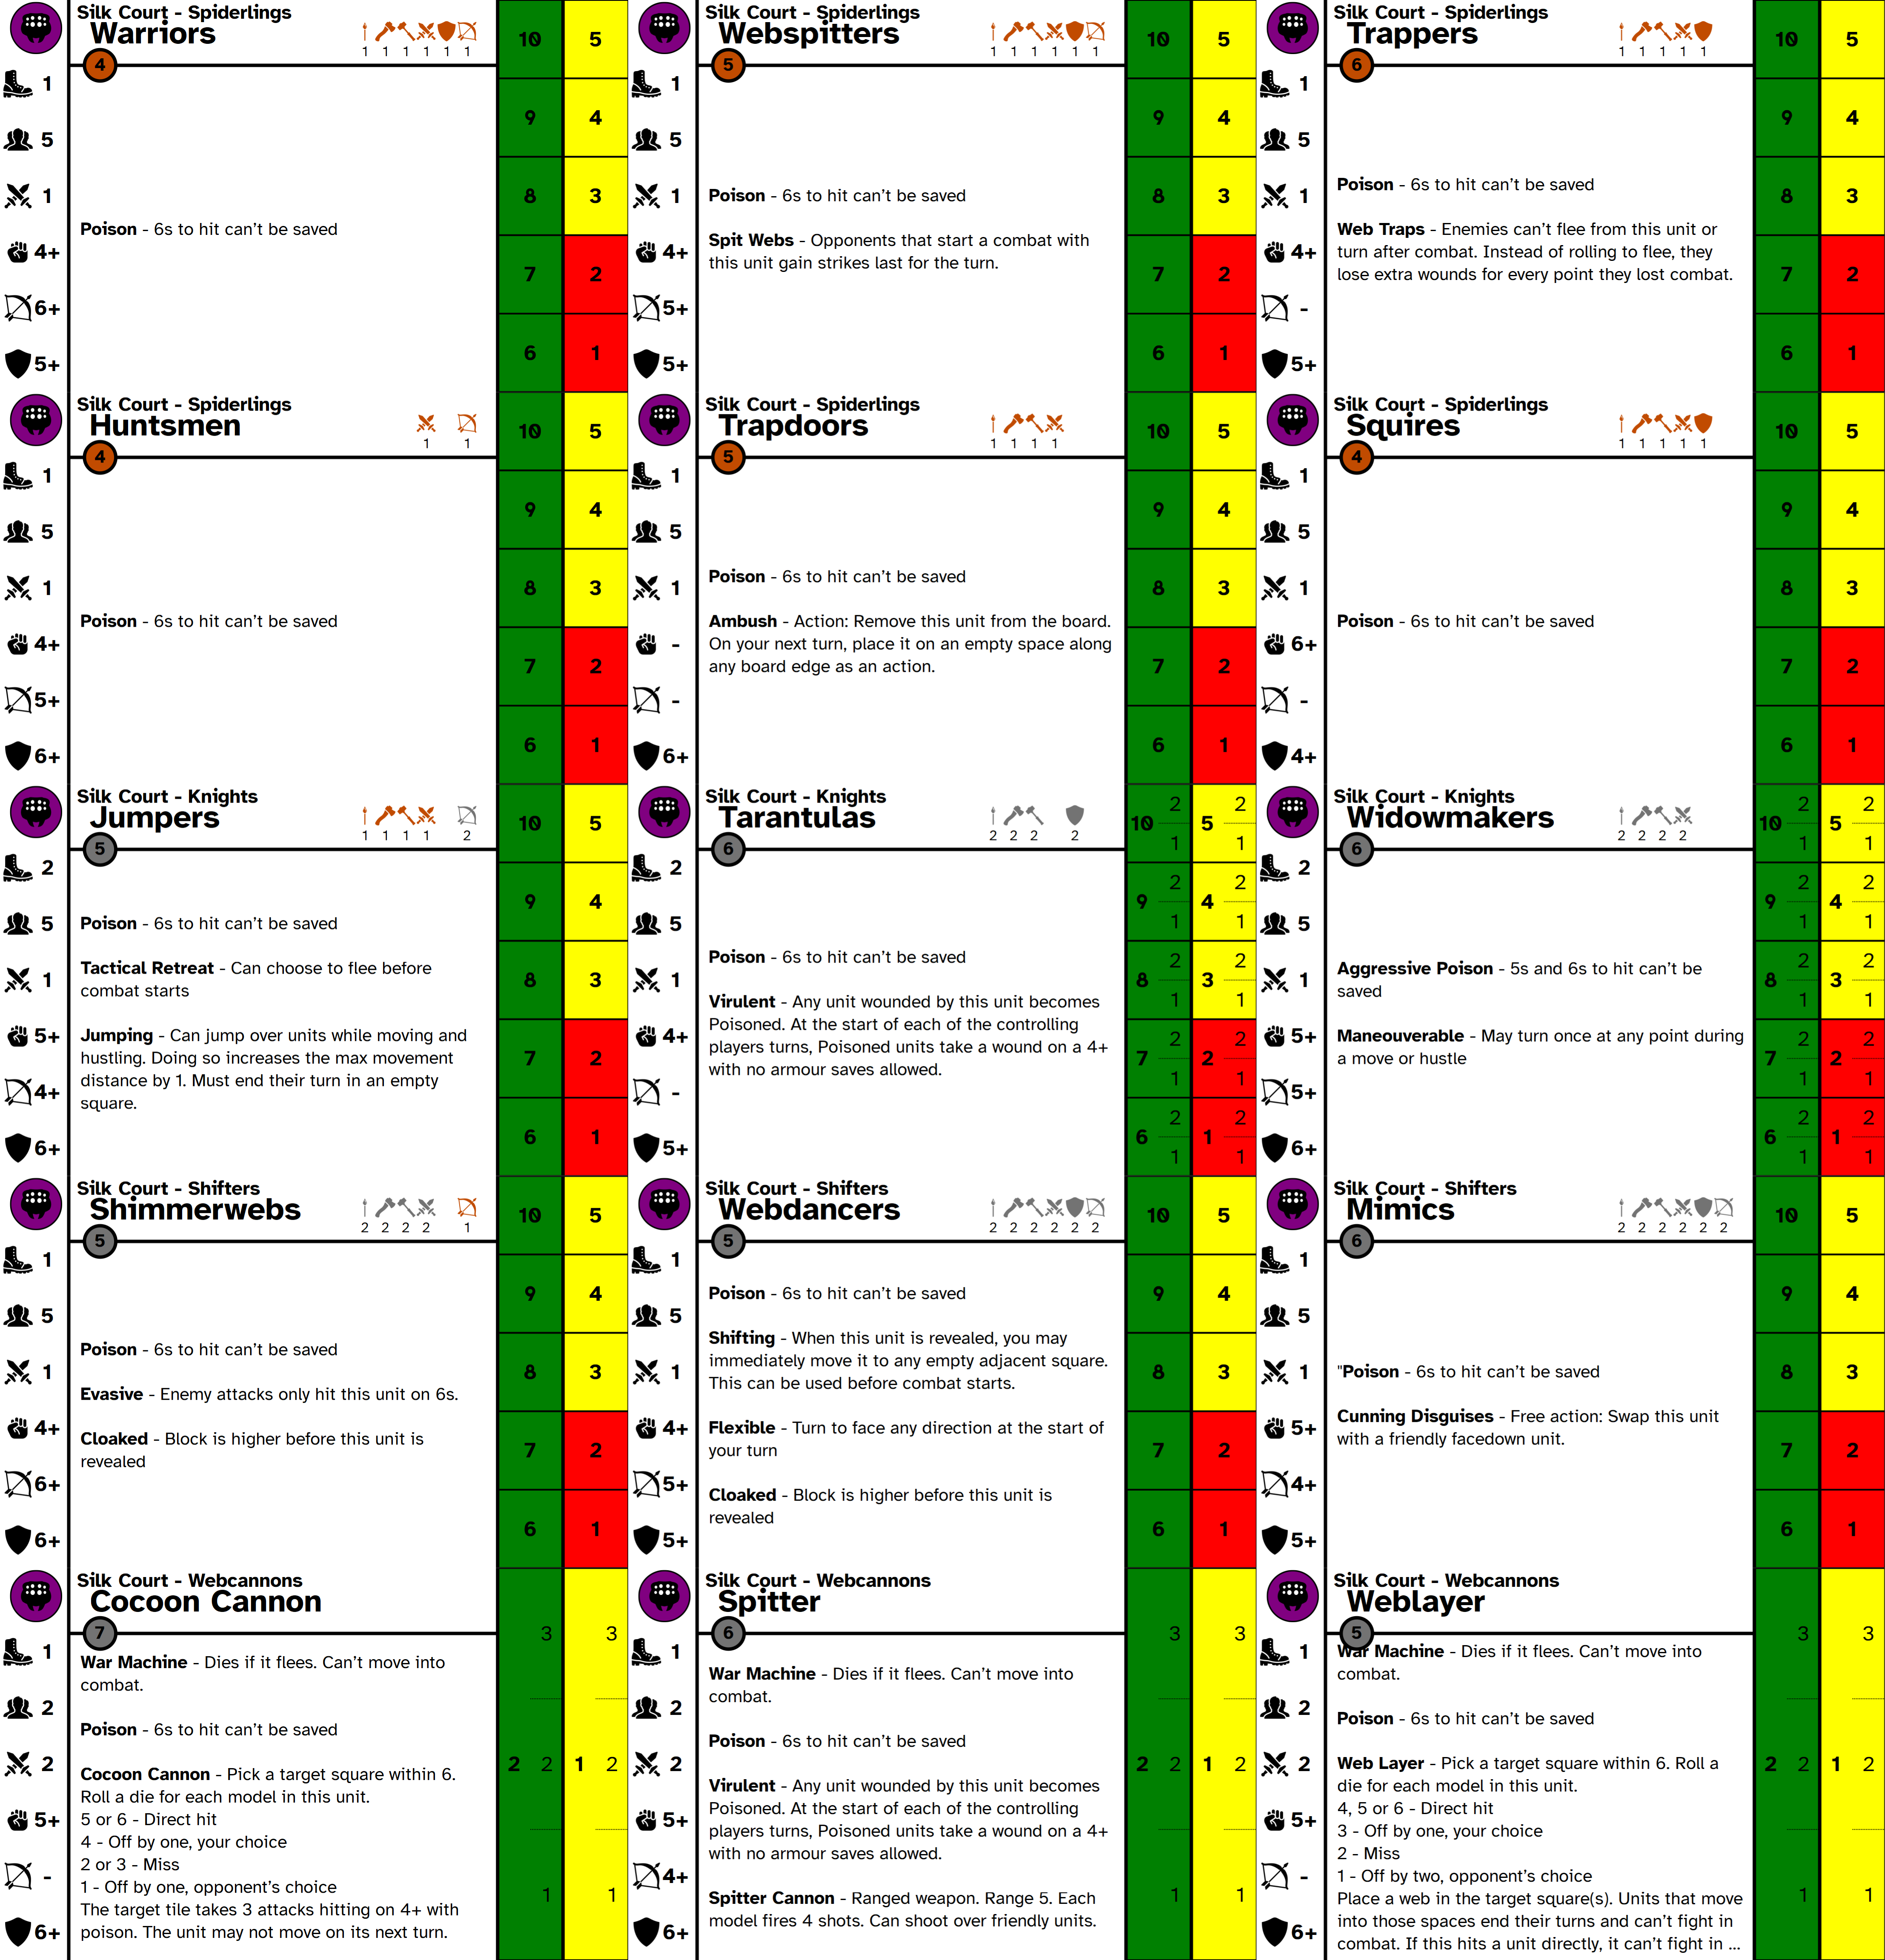 Silk Court - Spiderlings
Warriors
1 1 1 1 1 1
4
1
5
1
4+
6+
5+
Poison - 6s to hit can't be saved
10 5
9 4
8 3
7 2
6 1
Silk Court - Spiderlings
Webspitters
1 1 1 1 1 1
5
1
5
1
4+
5+
5+
Poison - 6s to hit can't be saved
Spit Webs - Opponents that start a combat with
this unit gain strikes last for the turn.
10 5
9 4
8 3
7 2
6 1
Silk Court - Spiderlings
Trappers
1 1 1 1 1
6
1
5
1
4+
-
5+
Poison - 6s to hit can't be saved
Web Traps - Enemies can't flee from this unit or
turn after combat. Instead of rolling to flee, they
lose extra wounds for every point they lost combat.
10 5
9 4
8 3
7 2
6 1
Silk Court - Spiderlings
Huntsmen
1 1
4
1
5
1
4+
5+
6+
Poison - 6s to hit can't be saved
10 5
9 4
8 3
7 2
6 1
Silk Court - Spiderlings
Trapdoors
1 1 1 1
5
1
5
1
-
-
6+
Poison - 6s to hit can't be saved
Ambush - Action: Remove this unit from the board.
On your next turn, place it on an empty space along
any board edge as an action.
10 5
9 4
8 3
7 2
6 1
Silk Court - Spiderlings
Squires
1 1 1 1 1
4
1
5
1
6+
-
4+
Poison - 6s to hit can't be saved
10 5
9 4
8 3
7 2
6 1
Silk Court - Knights
Jumpers
1 1 1 1 2
5
2
5
1
5+
4+
6+
Poison - 6s to hit can't be saved
Tactical Retreat - Can choose to flee before
combat starts
Jumping - Can jump over units while moving and
hustling. Doing so increases the max movement
distance by 1. Must end their turn in an empty
square.
10 5
9 4
8 3
7 2
6 1
Silk Court - Knights
Tarantulas
2 2 2 2
6
2
5
1
4+
-
5+
Poison - 6s to hit can't be saved
Virulent - Any unit wounded by this unit becomes
Poisoned. At the start of each of the controlling
players turns, Poisoned units take a wound on a 4+
with no armour saves allowed.
2 2
10 5
1 1
2 2
9 4
1 1
2 2
8 3
1 1
2 2
7 2
1 1
2 2
6 1
1 1
Silk Court - Knights
Widowmakers
2 2 2 2
6
2
5
1
5+
5+
6+
Aggressive Poison - 5s and 6s to hit can't be
saved
Maneouverable - May turn once at any point during
a move or hustle
2 2
10 5
1 1
2 2
9 4
1 1
2 2
8 3
1 1
2 2
7 2
1 1
2 2
6 1
1 1
Silk Court - Shifters
Shimmerwebs
2 2 2 2 1
5
1
5
1
4+
6+
6+
Poison - 6s to hit can't be saved
Evasive - Enemy attacks only hit this unit on 6s.
Cloaked - Block is higher before this unit is
revealed
10 5
9 4
8 3
7 2
6 1
Silk Court - Shifters
Webdancers
2 2 2 2 2 2
5
1
5
1
4+
5+
5+
Poison - 6s to hit can't be saved
Shifting - When this unit is revealed, you may
immediately move it to any empty adjacent square.
This can be used before combat starts.
Flexible - Turn to face any direction at the start of
your turn
Cloaked - Block is higher before this unit is
revealed
10 5
9 4
8 3
7 2
6 1
Silk Court - Shifters
Mimics
2 2 2 2 2 2
6
1
5
1
5+
4+
5+
"Poison - 6s to hit can't be saved
Cunning Disguises - Free action: Swap this unit
with a friendly facedown unit.
10 5
9 4
8 3
7 2
6 1
Silk Court - Webcannons
Cocoon Cannon
7
1
2
2
5+
-
6+
War Machine - Dies if it flees. Can't move into
combat.
Poison - 6s to hit can't be saved
Cocoon Cannon - Pick a target square within 6.
Roll a die for each model in this unit.
5 or 6 - Direct hit
4 - Off by one, your choice
2 or 3 - Miss
1 - Off by one, opponent's choice
The target tile takes 3 attacks hitting on 4+ with
poison. The unit may not move on its next turn.
3 3
2 2 1 2
1 1
Silk Court - Webcannons
Spitter
6
1
2
2
5+
4+
6+
War Machine - Dies if it flees. Can't move into
combat.
Poison - 6s to hit can't be saved
Virulent - Any unit wounded by this unit becomes
Poisoned. At the start of each of the controlling
players turns, Poisoned units take a wound on a 4+
with no armour saves allowed.
Spitter Cannon - Ranged weapon. Range 5. Each
model fires 4 shots. Can shoot over friendly units.
3 3
2 2 1 2
1 1
Silk Court - Webcannons
Weblayer
5
1
2
2
5+
-
6+
War Machine - Dies if it flees. Can't move into
combat.
Poison - 6s to hit can't be saved
Web Layer - Pick a target square within 6. Roll a
die for each model in this unit.
4, 5 or 6 - Direct hit
3 - Off by one, your choice
2 - Miss
1 - Off by two, opponent's choice
Place a web in the target square(s). Units that move
into those spaces end their turns and can't fight in
combat. If this hits a unit directly, it can't fight in ...
3 3
2 2 1 2
1 1